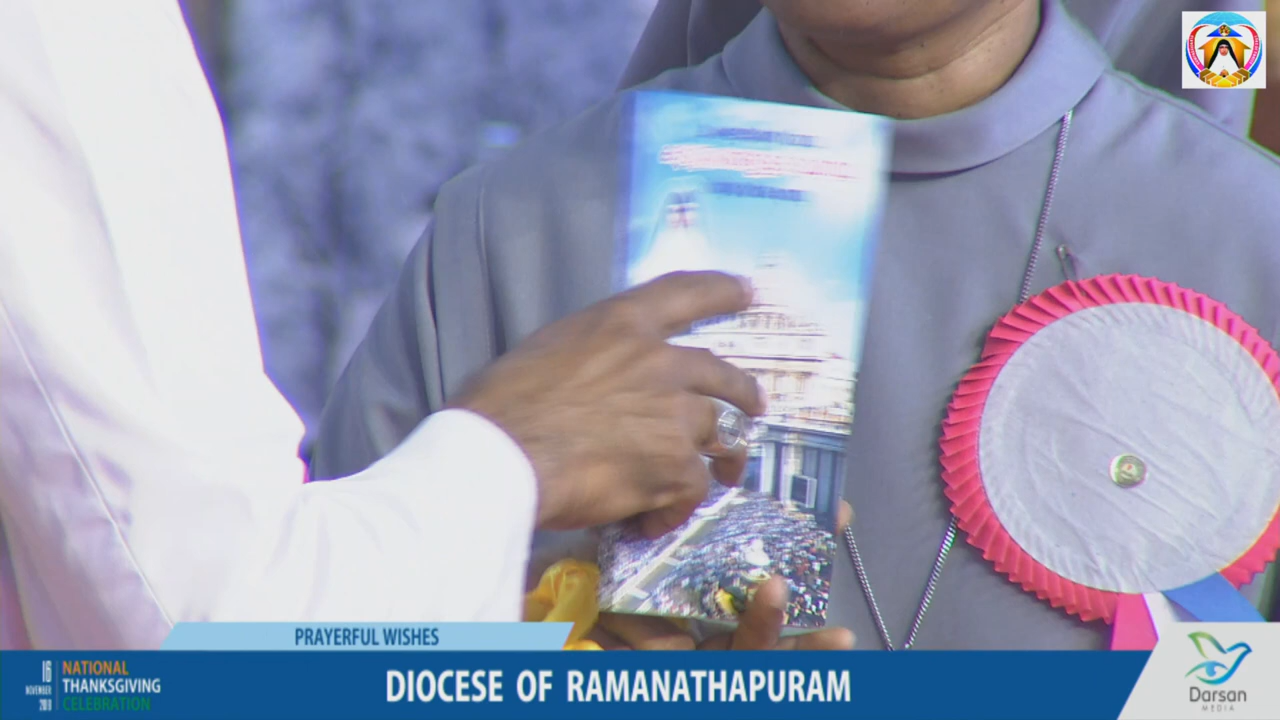 PRAYERFUL WISHES
16
NOVEMBER
NATIONAL
THANKSGIVING
CELEBRATION
DIOCESE OF RAMANATHAPURAM
Darsan
MEDIA